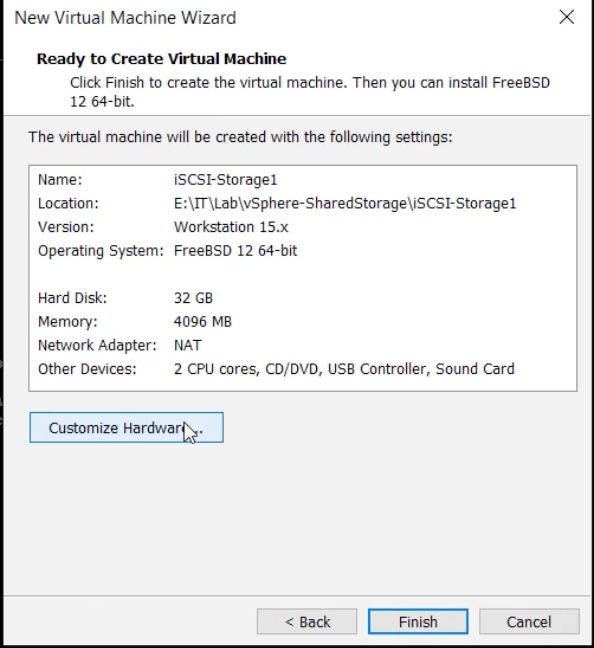 New Virtual Machine Wizard
Ready to Create Virtual Machine
Click Finish to create the virtual machine. Then you can install FreeBSD
12 64-bit.
The virtual machine will be created with the following settings:
Name: iSCSI-Storage1
Location: E:\IT\Lab\vSphere-SharedStorage\iSCSI-Storage1
Version: Workstation 15.x
Operating System: FreeBSD 12 64-bit
Hard Disk: 32 GB
Memory: 4096 MB
Network Adapter: NAT
Other Devices: 2 CPU cores, CD/DVD, USB Controller, Sound Card
Customize Hardware...
< Back Finish Cancel